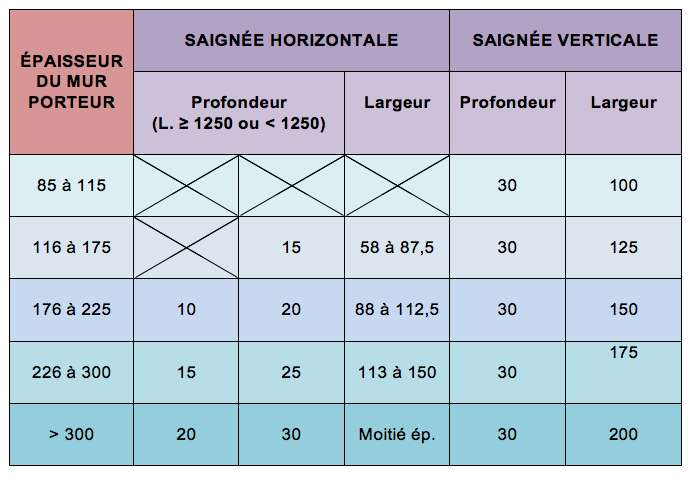 ÉPAISSEUR
DU MUR
PORTEUR
SAIGNÉE HORIZONTALE
SAIGNÉE VERTICALE
Profondeur
(L. ≥ 1250 ou < 1250)
Largeur
Profondeur
Largeur
85 à 115 30 100
116 à 175 15 58 à 87,5 30 125
176 à 225 10 20 88 à 112,5 30 150
226 à 300 15 25 113 à 150 30 175
> 300 20 30 Moitié ép. 30 200